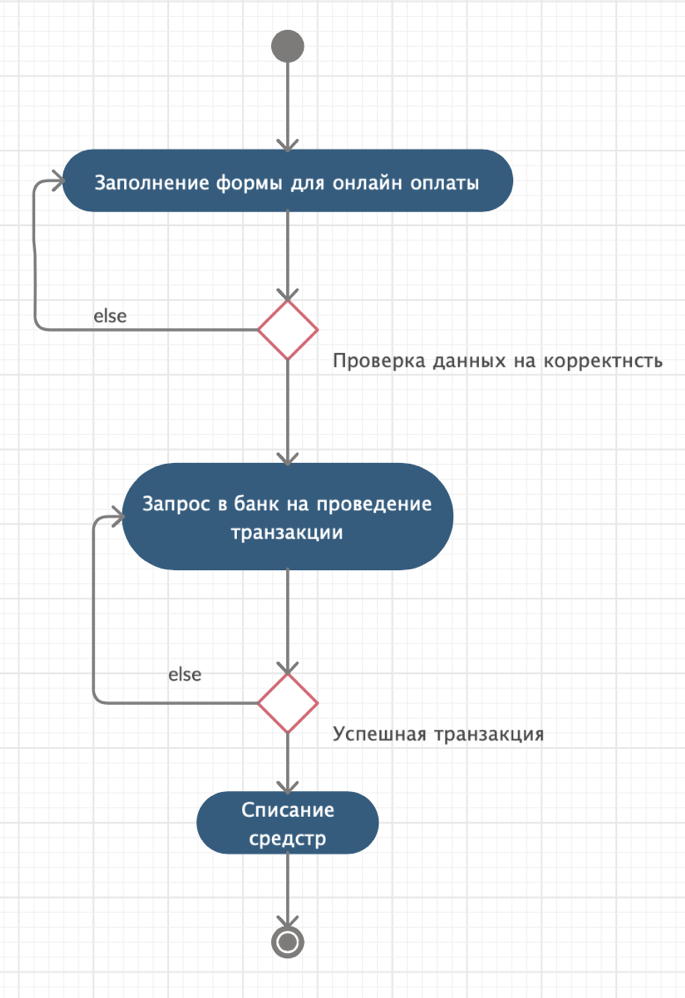 Заполнение формы для онлайн оплаты
else
Проверка данных на корректнсть
Запрос в банк на проведение
транзакции
else
Успешная транзакция
Списание
средстр